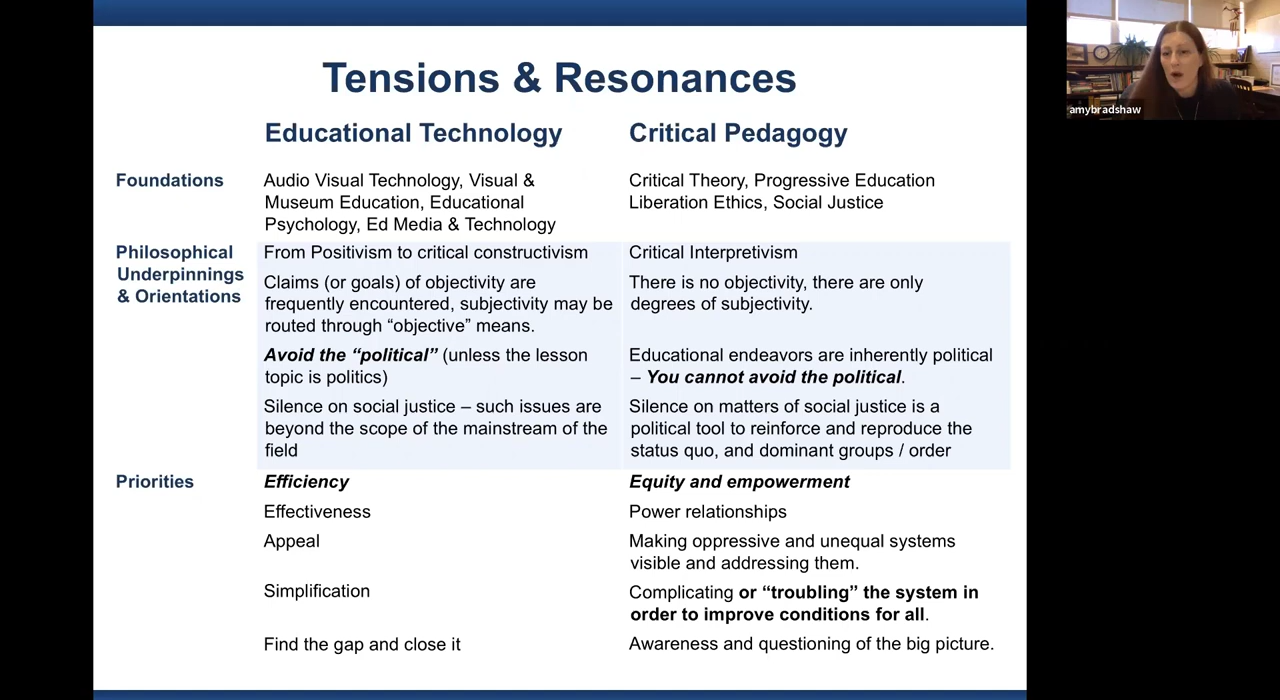 Tensions & Resonances
amybradshaw
Educational Technology
Critical Pedagogy
Foundations
Audio Visual Technology, Visual &
Museum Education, Educational
Psychology, Ed Media & Technology
Critical Theory, Progressive Education
Liberation Ethics, Social Justice
Philosophical
Underpinnings
& Orientations
From Positivism to critical constructivism
Critical Interpretivism
Claims (or goals) of objectivity are
frequently encountered, subjectivity may be
routed through “objective” means.
There is no objectivity, there are only
degrees of subjectivity.
Avoid the “political” (unless the lesson
topic is politics)
Educational endeavors are inherently political
– You cannot avoid the political.
Silence on social justice – such issues are
beyond the scope of the mainstream of the
field
Silence on matters of social justice is a
political tool to reinforce and reproduce the
status quo, and dominant groups / order
Priorities
Efficiency
Equity and empowerment
Effectiveness
Power relationships
Appeal
Making oppressive and unequal systems
visible and addressing them.
Simplification
Complicating or “troubling” the system in
order to improve conditions for all.
Find the gap and close it
Awareness and questioning of the big picture.